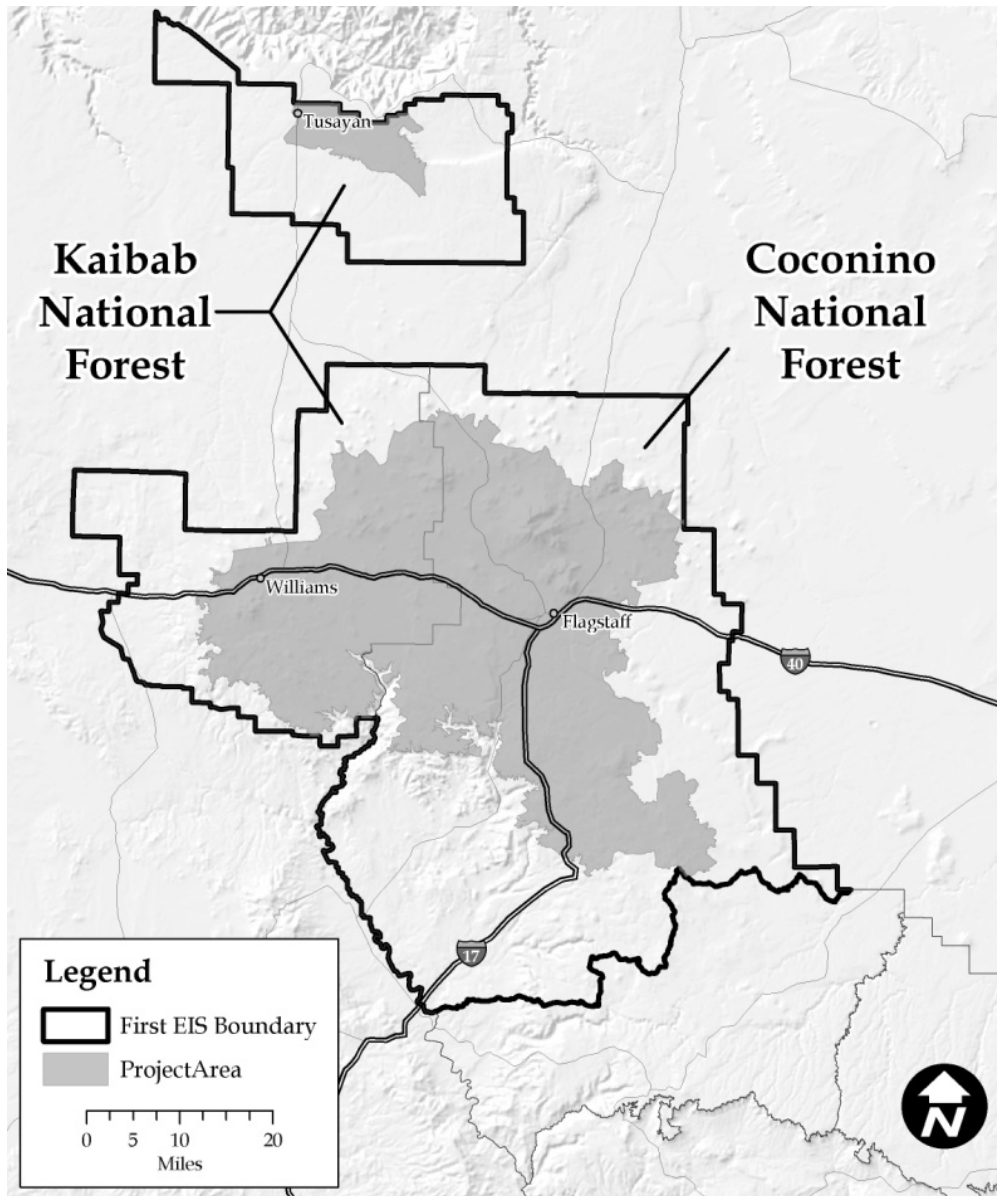 Tusayan
Kaibab
National
Forest
Coconino
National
Forest
Williams
Flagstaff
40
17
Legend
First EIS Boundary
ProjectArea
0 5 10 20
Miles
N